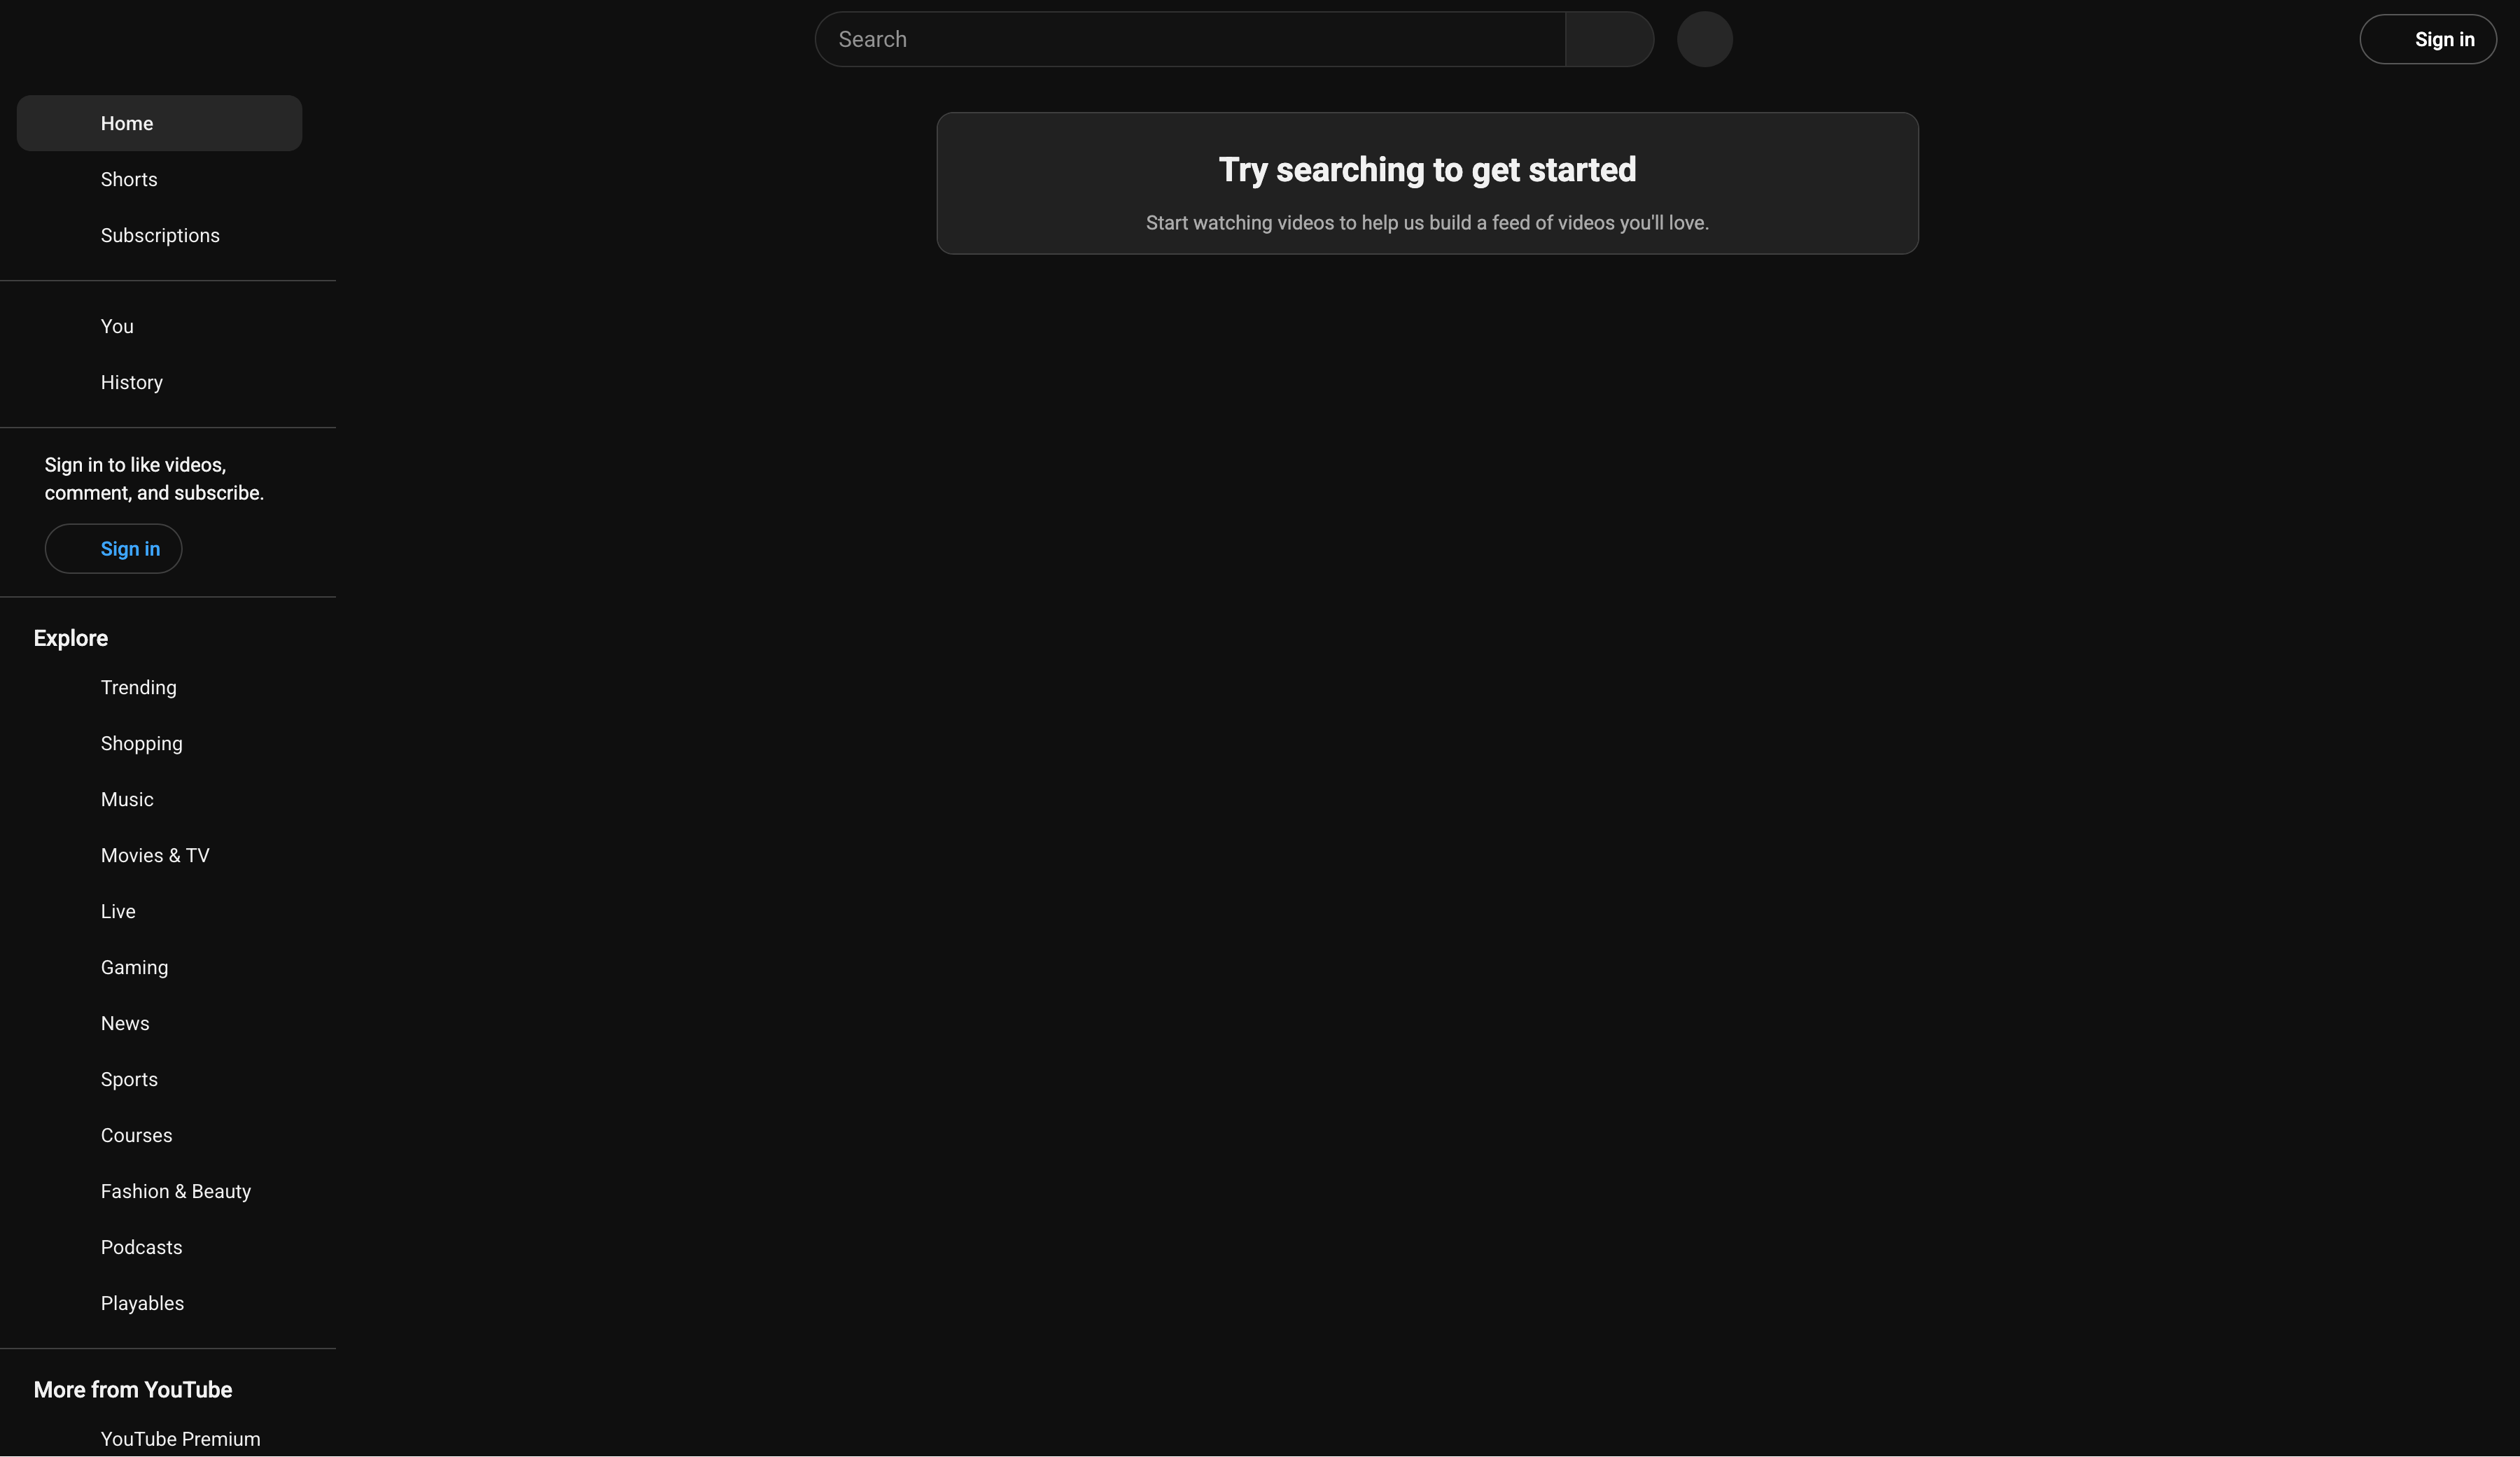 Search
Sign in
Home
Shorts
Subscriptions
You
History
Sign in to like videos,
comment, and subscribe.
Sign in
Explore
Trending
Shopping
Music
Movies & TV
Live
Gaming
News
Sports
Courses
Fashion & Beauty
Podcasts
Playables
More from YouTube
YouTube Premium
Try searching to get started
Start watching videos to help us build a feed of videos you'll love.